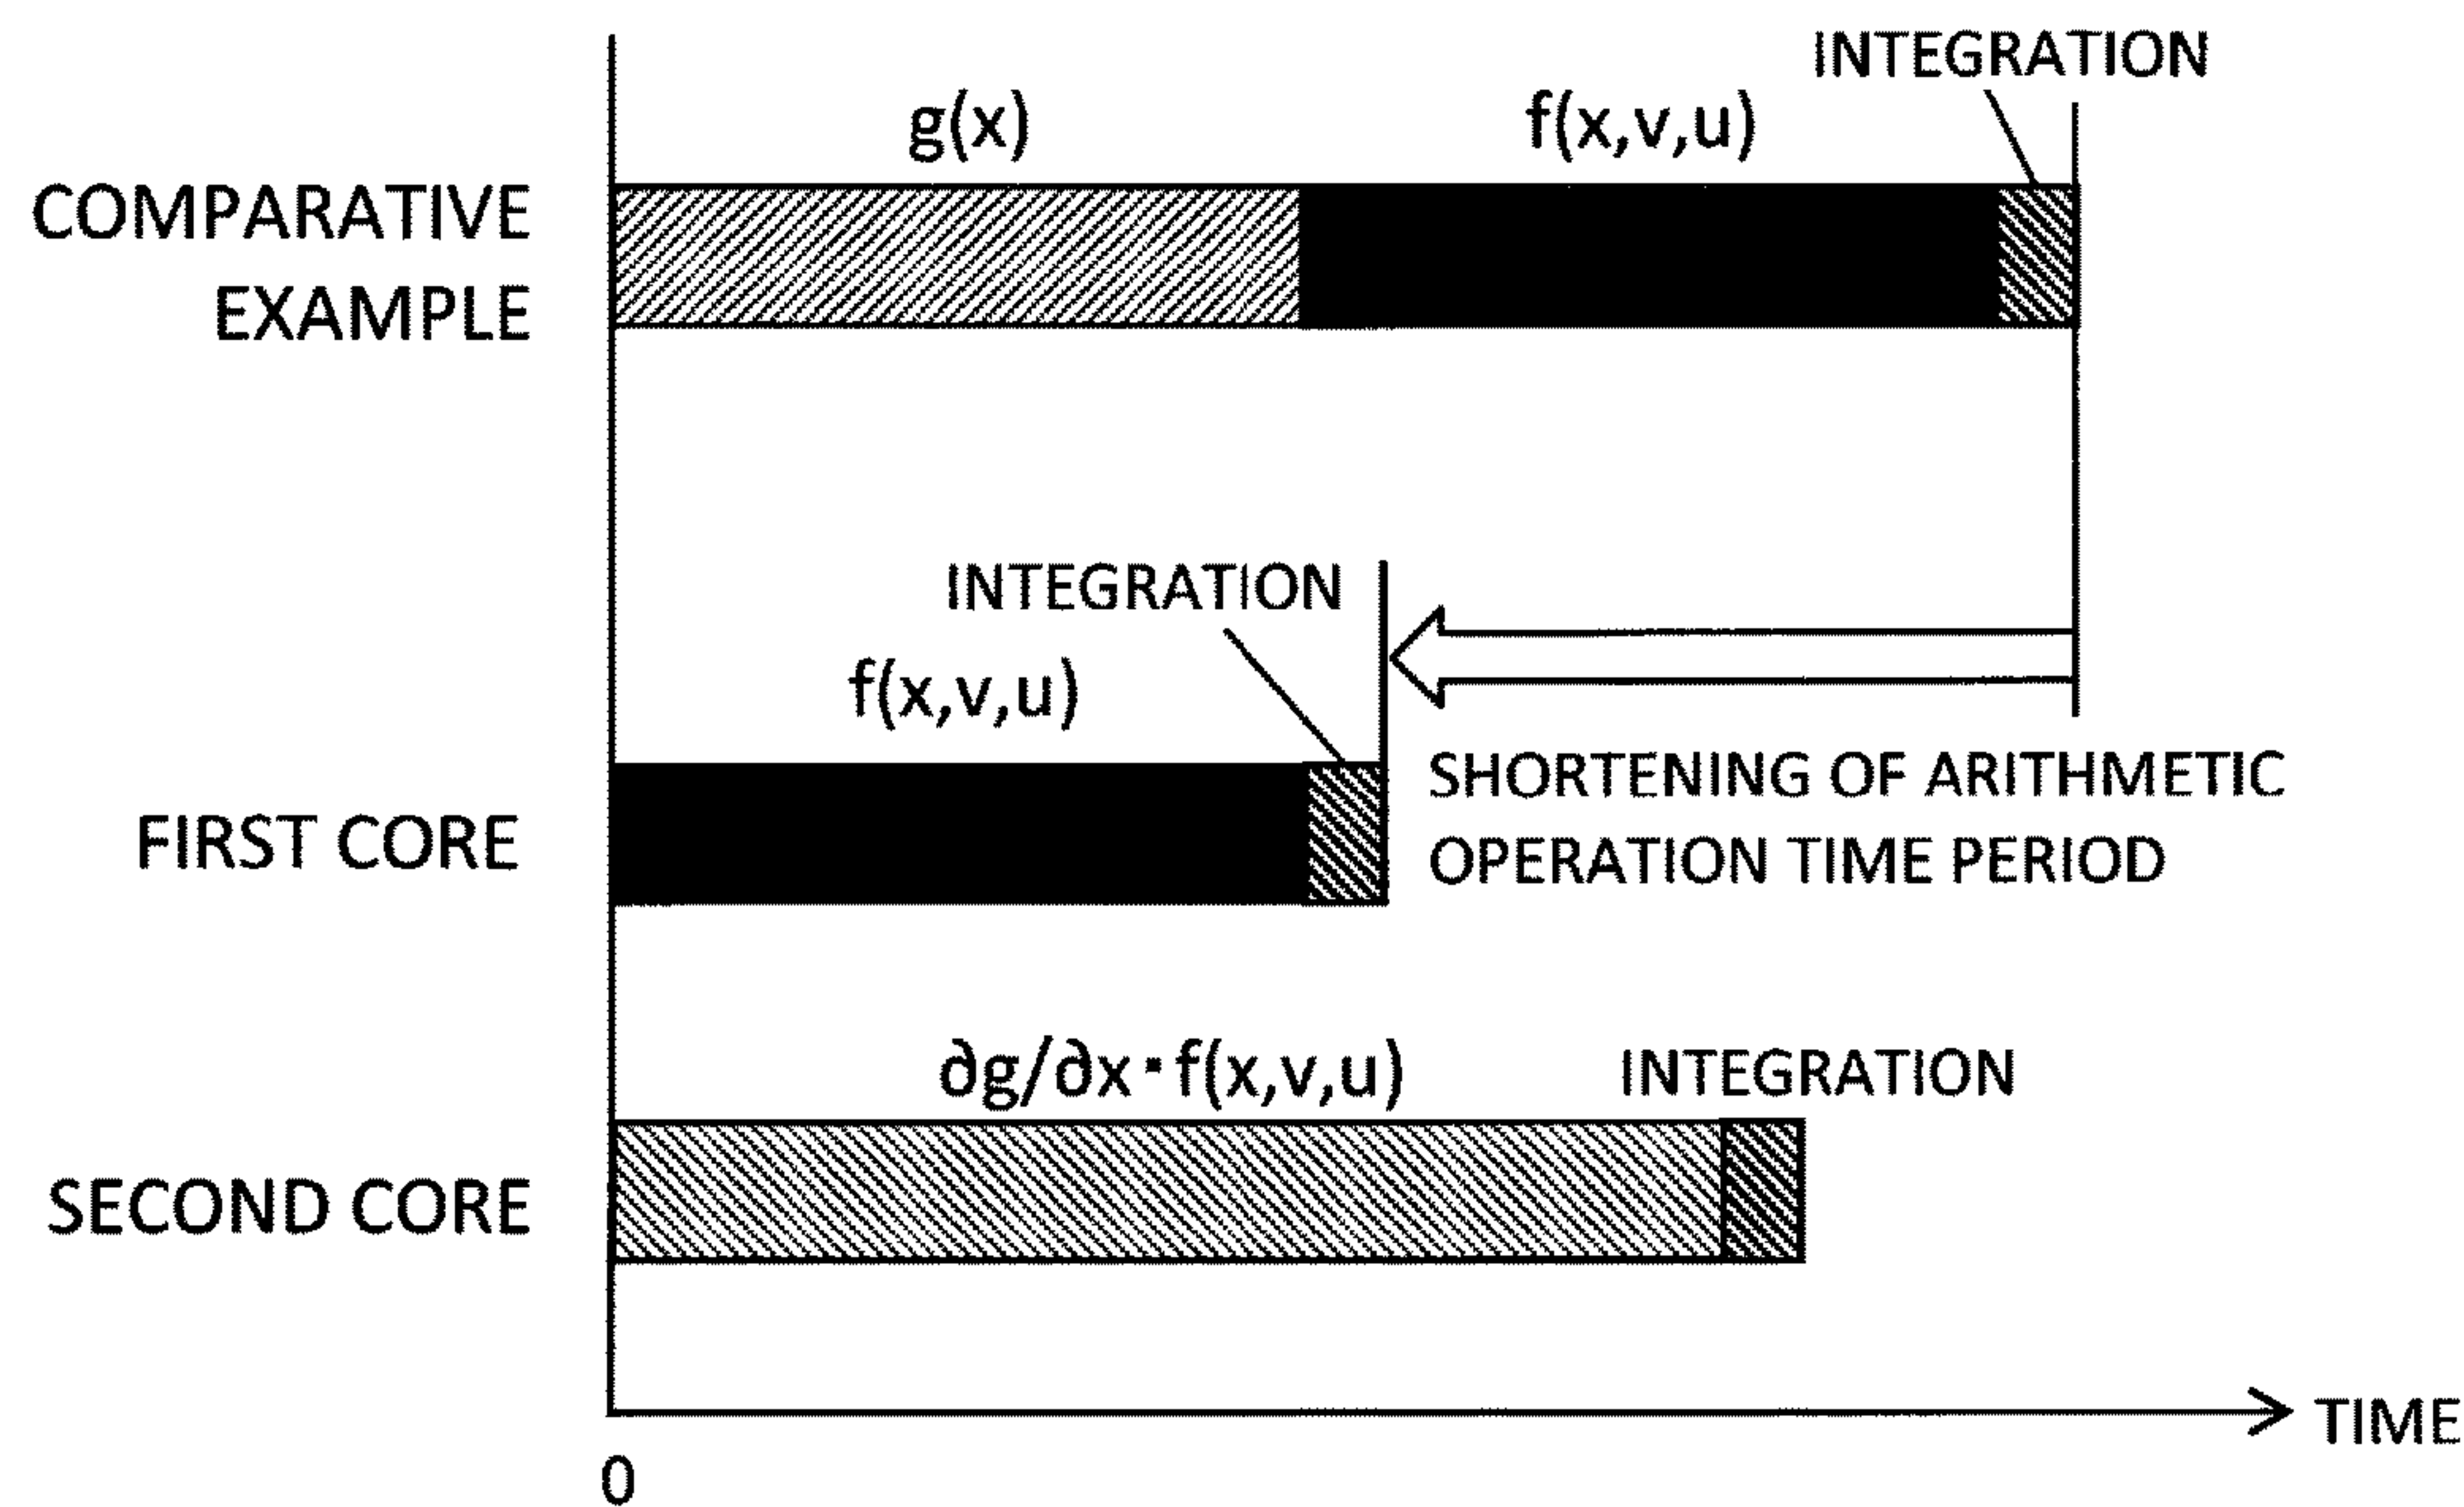 INTEGRATION
g(x)
f(x,v,u)
COMPARATIVE
EXAMPLE
INTEGRATION
f(x,v,u)
SHORTENING OF ARITHMETIC
OPERATION TIME PERIOD
FIRST CORE
∂g/∂x·f(x,v,u)
INTEGRATION
SECOND CORE
TIME
0